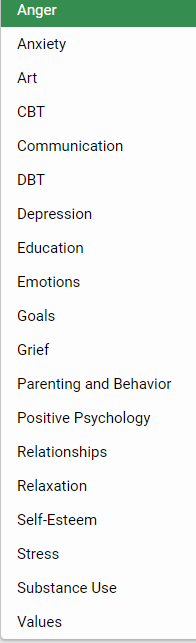 Anger
Anxiety
Art
CBT
Communication
DBT
Depression
Education
Emotions
Goals
Grief
Parenting and Behavior
Positive Psychology
Relationships
Relaxation
Self-Esteem
Stress
Substance Use
Values